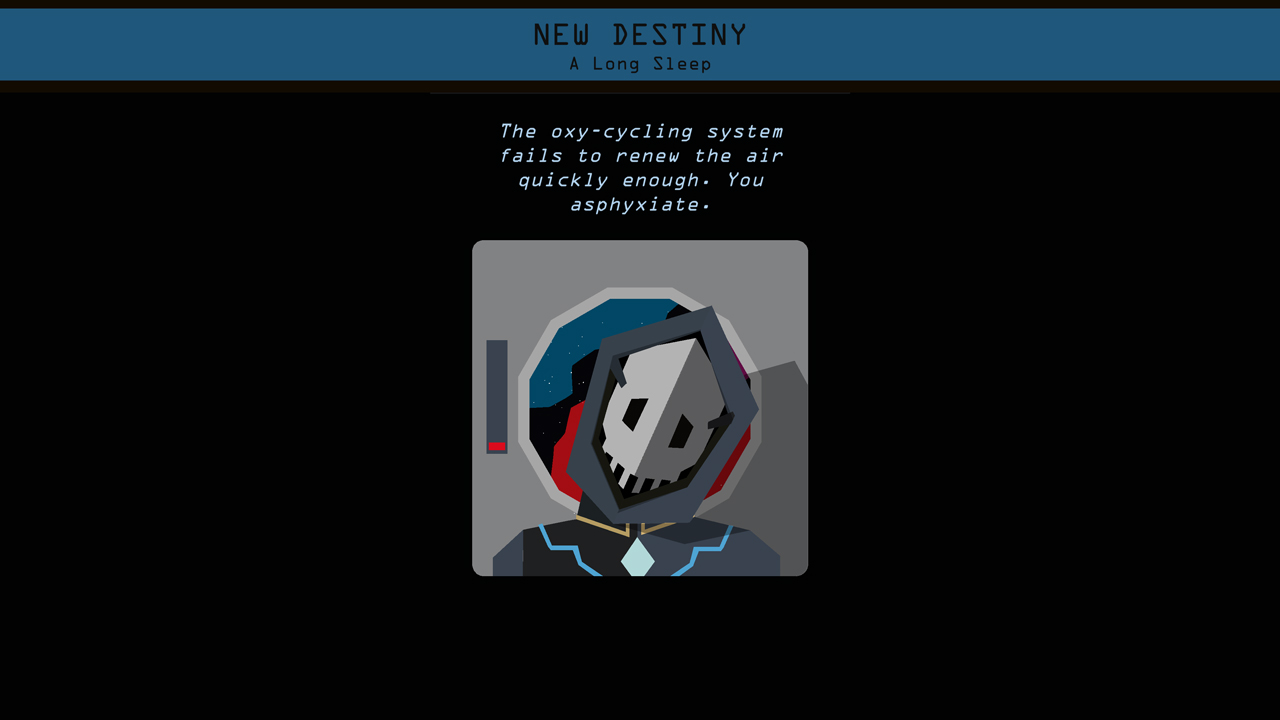 NEW DESTINY
A Long Sleep
The oxy-cycling system
fails to renew the air
quickly enough. You
asphyxiate.